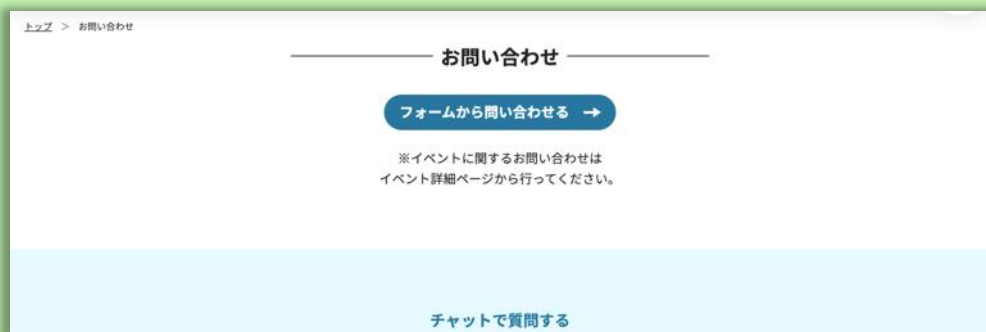 トップ ＞ お問い合わせ
お問い合わせ
フォームから問い合わせる →
※イベントに関するお問い合わせは
イベント詳細ページから行ってください。
チャットで質問する